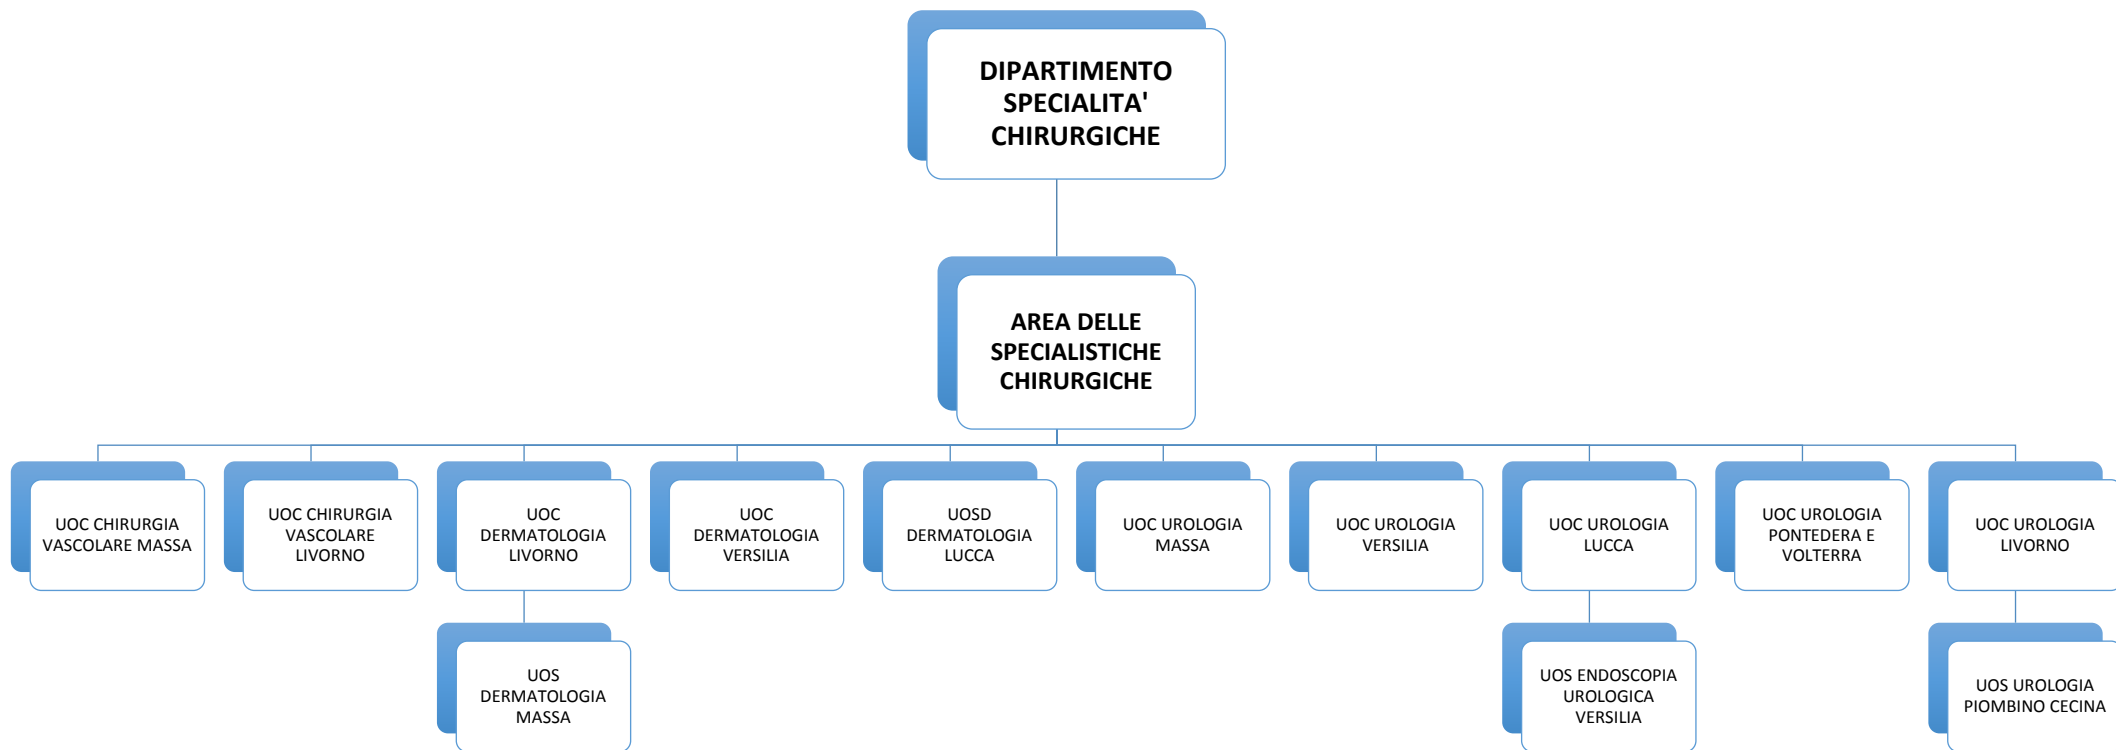 DIPARTIMENTO
SPECIALITA'
CHIRURGICHE
AREA DELLE
SPECIALISTICHE
CHIRURGICHE
UOC CHIRURGIA
VASCOLARE MASSA
UOC CHIRURGIA
VASCOLARE
LIVORNO
UOC
DERMATOLOGIA
LIVORNO
UOC
DERMATOLOGIA
VERSILIA
UOSD
DERMATOLOGIA
LUCCA
UOC UROLOGIA
MASSA
UOC UROLOGIA
VERSILIA
UOC UROLOGIA
LUCCA
UOC UROLOGIA
PONTEDERA E
VOLTERRA
UOC UROLOGIA
LIVORNO
UOS
DERMATOLOGIA
MASSA
UOS ENDOSCOPIA
UROLOGICA
VERSILIA
UOS UROLOGIA
PIOMBINO CECINA